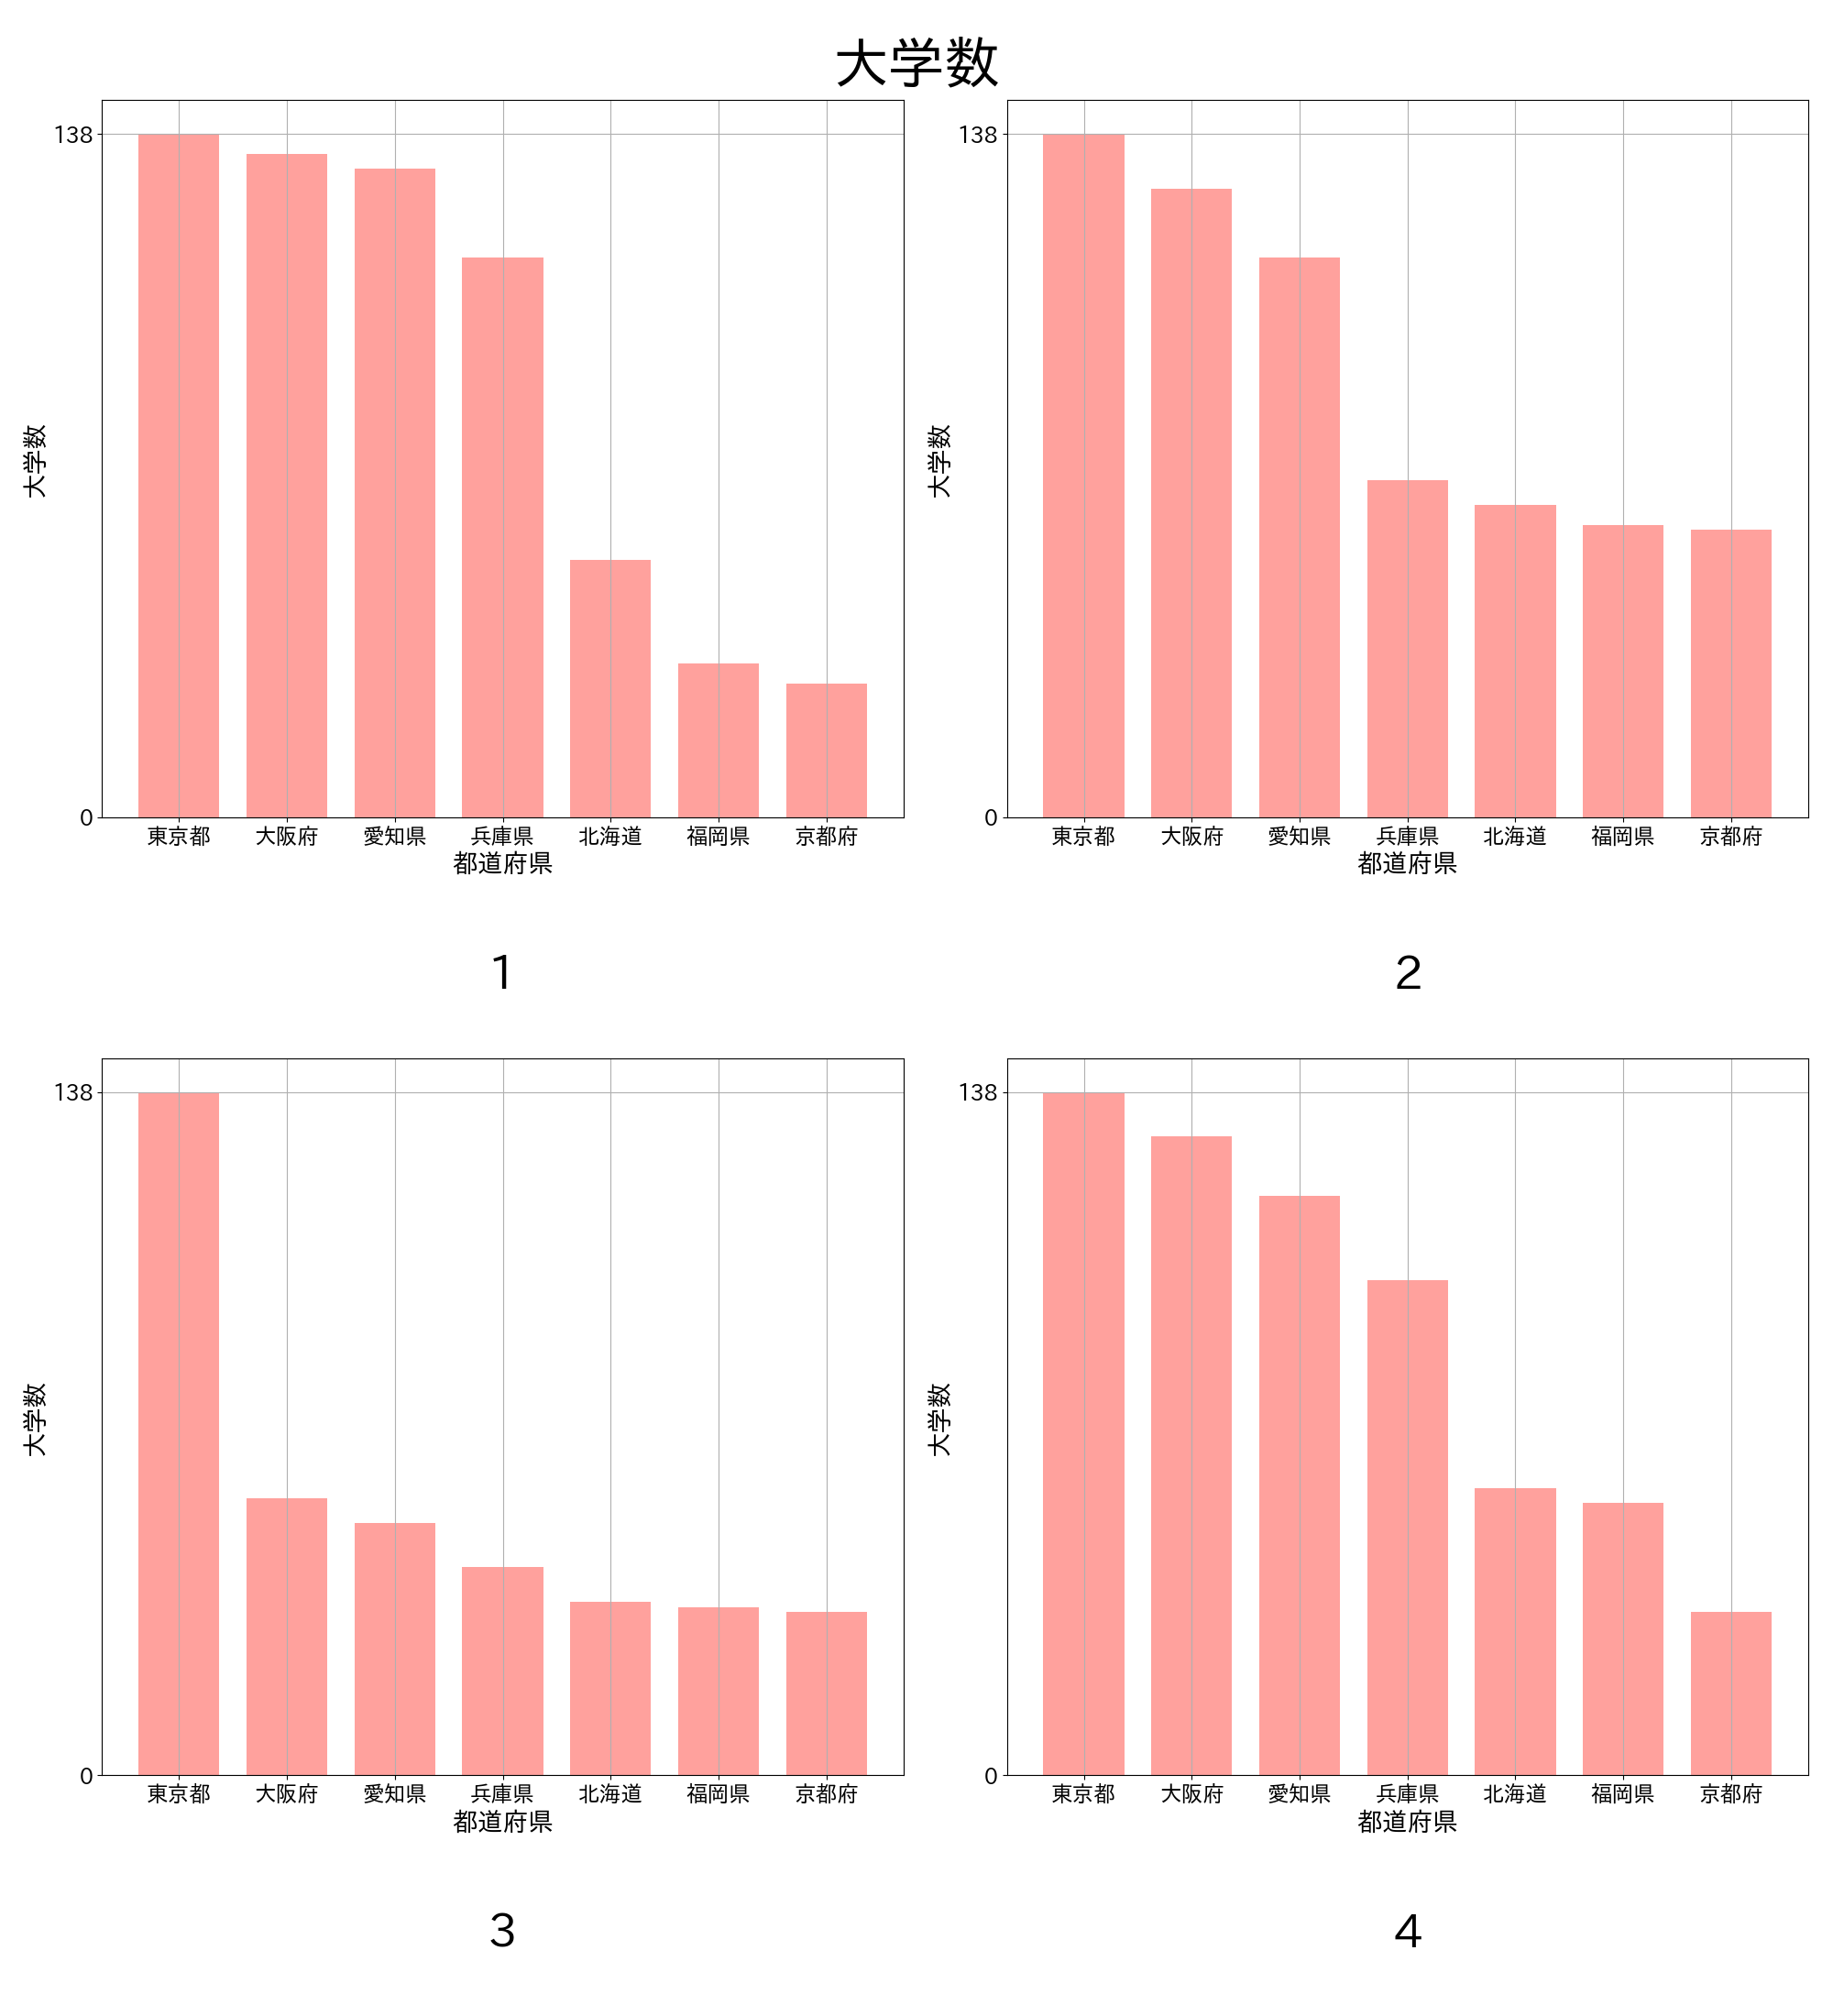 大学数
138
0
大学数
東京都 大阪府 愛知県 兵庫県 北海道 福岡県 京都府
都道府県
1
138
0
大学数
東京都 大阪府 愛知県 兵庫県 北海道 福岡県 京都府
都道府県
2
138
0
大学数
東京都 大阪府 愛知県 兵庫県 北海道 福岡県 京都府
都道府県
3
138
0
大学数
東京都 大阪府 愛知県 兵庫県 北海道 福岡県 京都府
都道府県
4